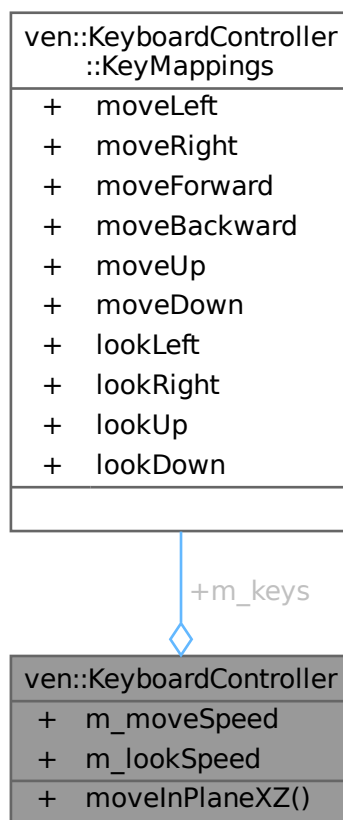 ven::KeyboardController
::KeyMappings
+ moveLeft
+ moveRight
+ moveForward
+ moveBackward
+ moveUp
+ moveDown
+ lookLeft
+ lookRight
+ lookUp
+ lookDown
+m_keys
ven::KeyboardController
+ m_moveSpeed
+ m_lookSpeed
+ moveInPlaneXZ()